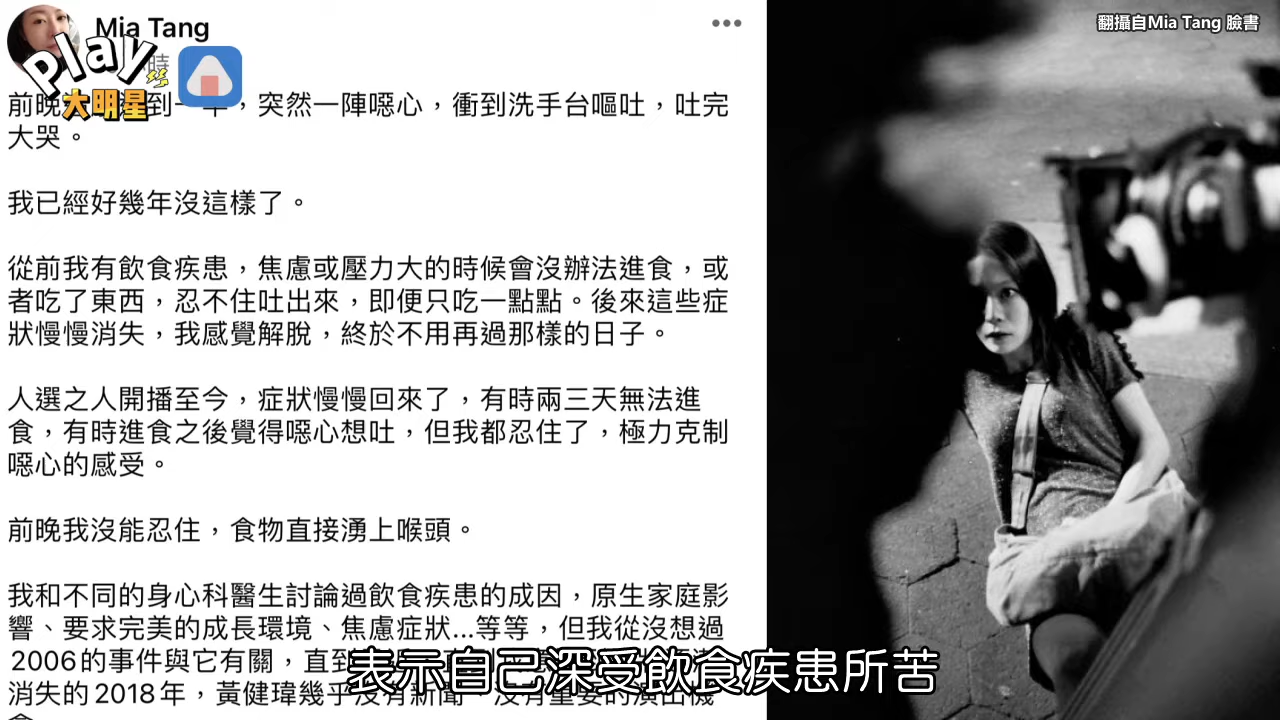 Mia Tang
翻攝自Mia Tang 臉書
Play
大明星
時
前晚 到一半，突然一陣噁心，衝到洗手台嘔吐，吐完
大哭。
我已經好幾年沒這樣了。
從前我有飲食疾患，焦慮或壓力大的時候會沒辦法進食，或
者吃了東西，忍不住吐出來，即便只吃一點點。後來這些症
狀慢慢消失，我感覺解脫，終於不用再過那樣的日子。
人選之人開播至今，症狀慢慢回來了，有時兩三天無法進
食，有時進食之後覺得噁心想吐，但我都忍住了，極力克制
噁心的感受。
前晚我沒能忍住，食物直接湧上喉頭。
我和不同的身心科醫生討論過飲食疾患的成因，原生家庭影
響、要求完美的成長環境、焦慮症狀...等等，但我從沒想過
2006的事件與它有關，直到
消失的2018年，黃健瑋幾乎沒有新聞、沒有重要的演出機
表示自己深受飲食疾患所苦